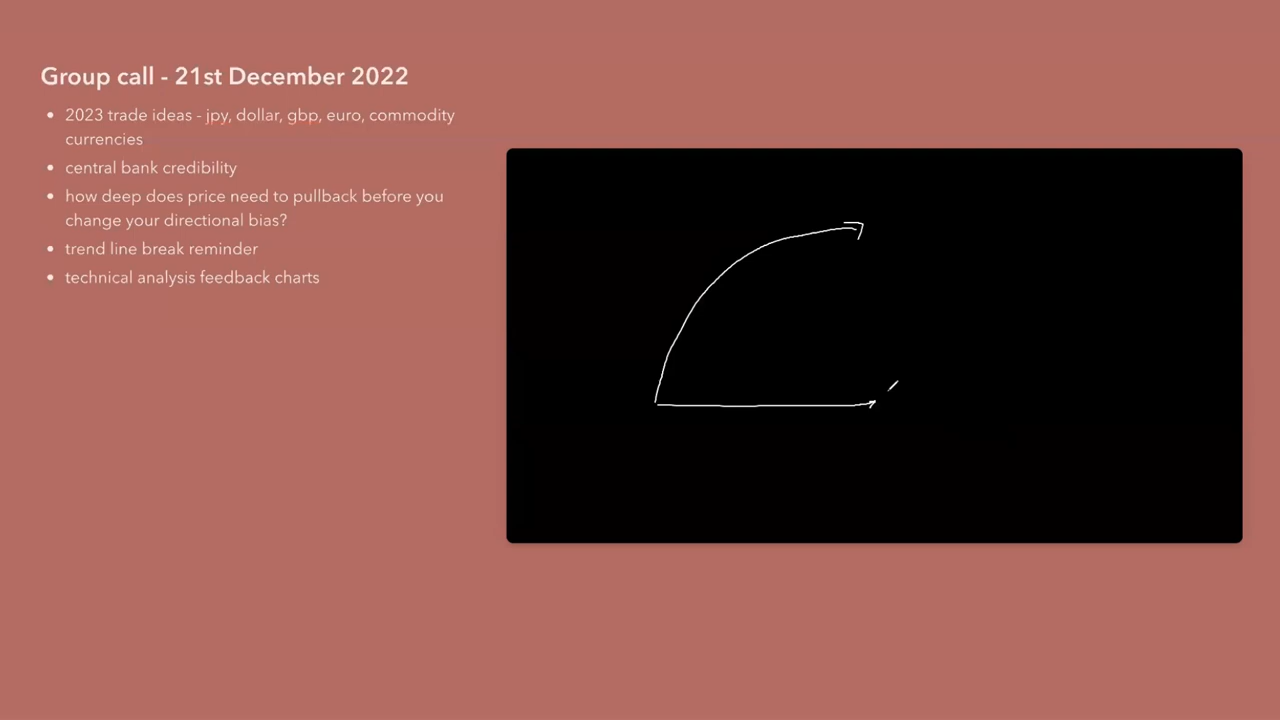 Group call - 21st December 2022
• 2023 trade ideas - jpy, dollar, gbp, euro, commodity
currencies
• central bank credibility
• how deep does price need to pullback before you
change your directional bias?
• trend line break reminder
• technical analysis feedback charts